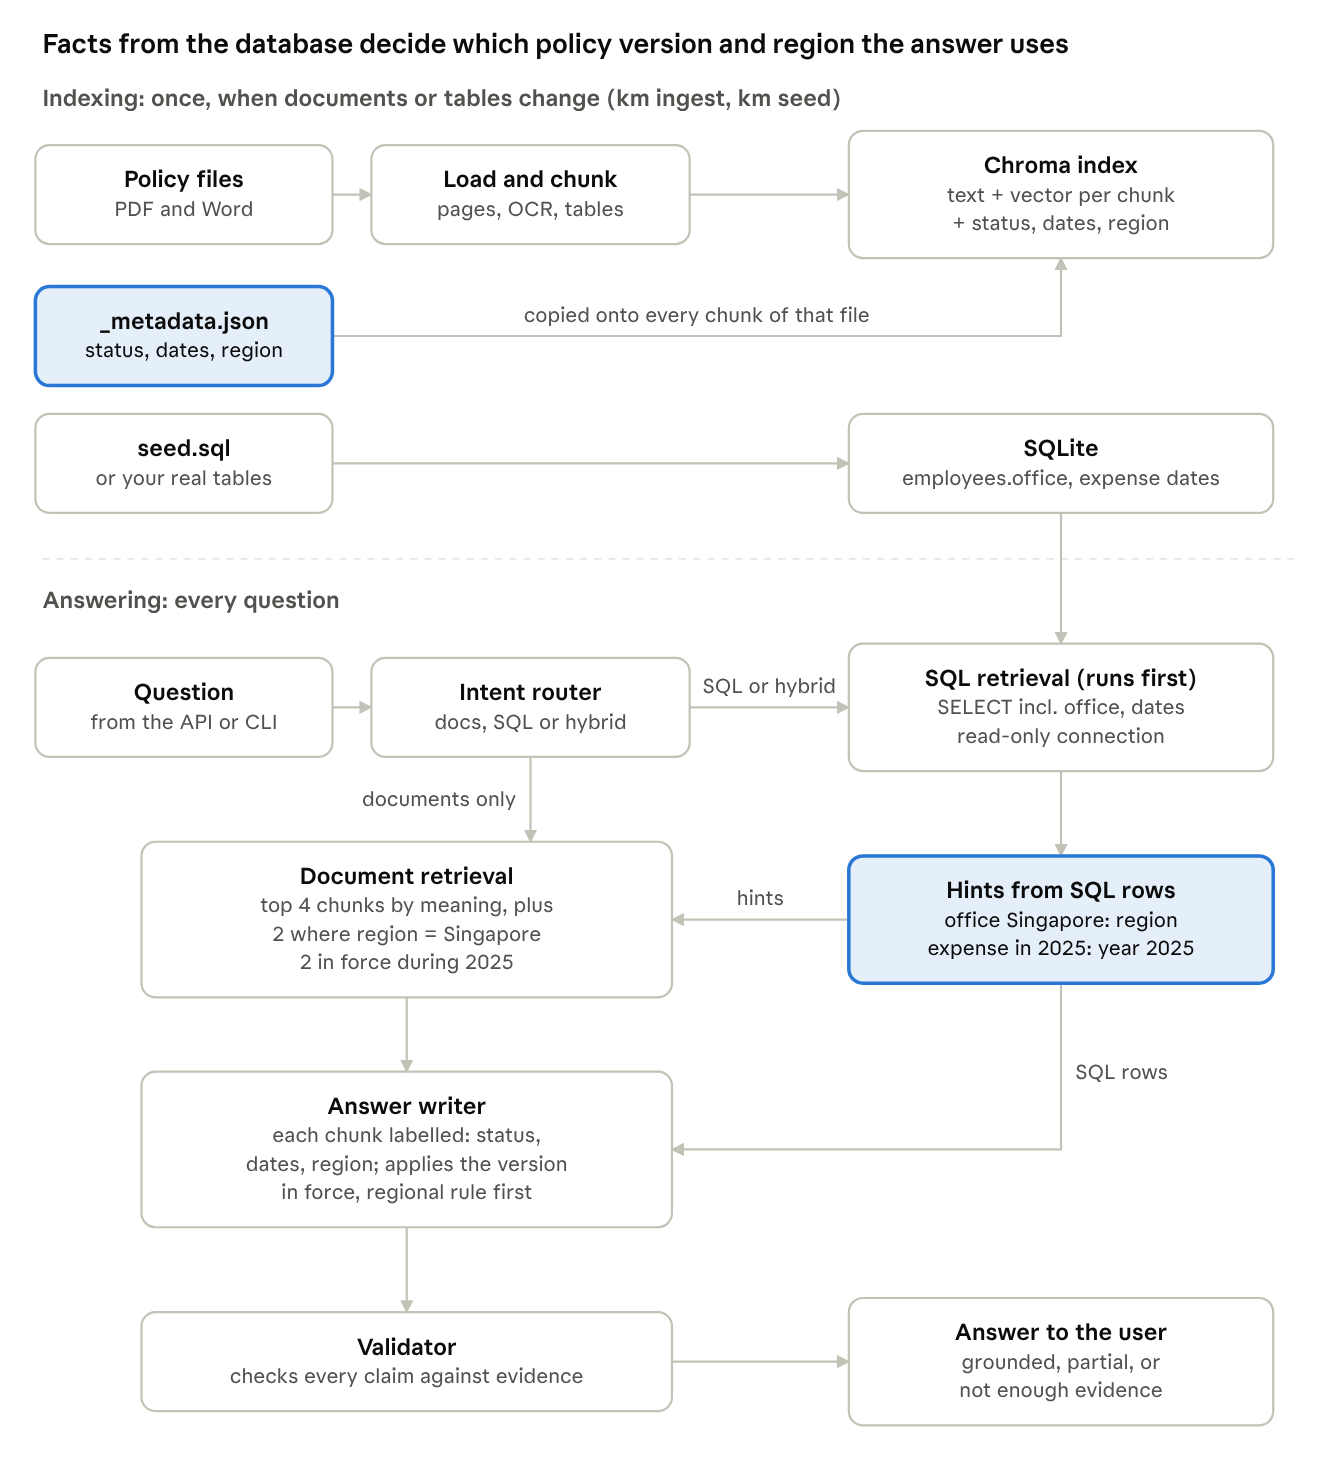 Facts from the database decide which policy version and region the answer uses
Indexing: once, when documents or tables change (km ingest, km seed)
Policy files
PDF and Word
Load and chunk
pages, OCR, tables
Chroma index
text + vector per chunk
+ status, dates, region
_metadata.json
status, dates, region
copied onto every chunk of that file
seed.sql
or your real tables
SQLite
employees.office, expense dates
Answering: every question
Question
from the API or CLI
Intent router
docs, SQL or hybrid
SQL or hybrid
SQL retrieval (runs first)
SELECT incl. office, dates
read-only connection
documents only
Document retrieval
top 4 chunks by meaning, plus
2 where region = Singapore
2 in force during 2025
hints
Hints from SQL rows
office Singapore: region
expense in 2025: year 2025
SQL rows
Answer writer
each chunk labelled: status,
dates, region; applies the version
in force, regional rule first
Validator
checks every claim against evidence
Answer to the user
grounded, partial, or
not enough evidence